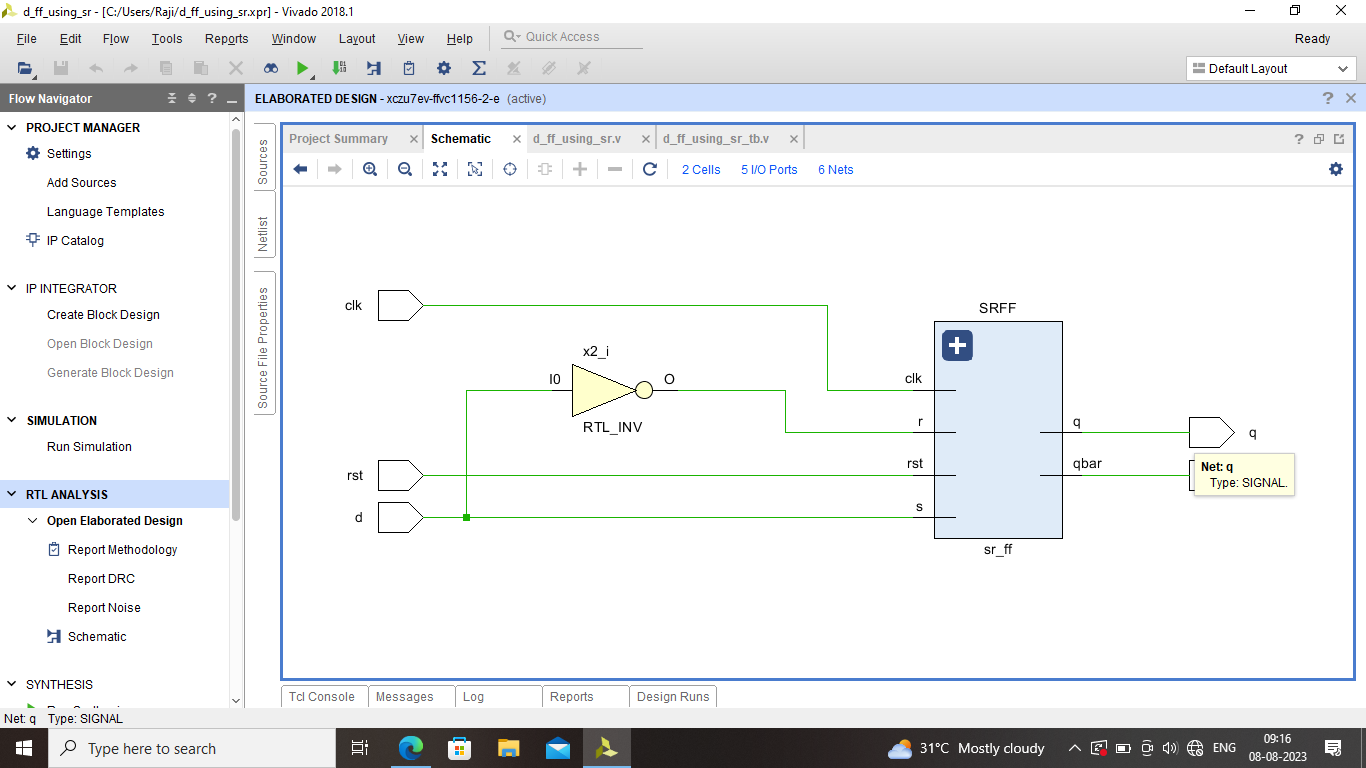 d_ff_using_sr - [C:/Users/Raji/d_ff_using_sr.xpr] - Vivado 2018.1
File Edit Flow Tools Reports Window Layout View Help Quick Access Ready
Default Layout
Flow Navigator
ELABORATED DESIGN - xczu7ev-ffvc1156-2-e (active)
PROJECT MANAGER
Settings
Add Sources
Language Templates
IP Catalog
IP INTEGRATOR
Create Block Design
Open Block Design
Generate Block Design
SIMULATION
Run Simulation
RTL ANALYSIS
Open Elaborated Design
Report Methodology
Report DRC
Report Noise
Schematic
SYNTHESIS
Sources
Netlist
Source File Properties
Project Summary Schematic d_ff_using_sr.v d_ff_using_sr_tb.v
2 Cells 5 I/O Ports 6 Nets
clk
SRFF
x2_i
I0 O
clk
RTL_INV
r
q
q
rst
rst
qbar
Net: q
Type: SIGNAL.
d
s
sr_ff
Tcl Console Messages Log Reports Design Runs
Net: q Type: SIGNAL
Type here to search
31°C Mostly cloudy
ENG
09:16
08-08-2023